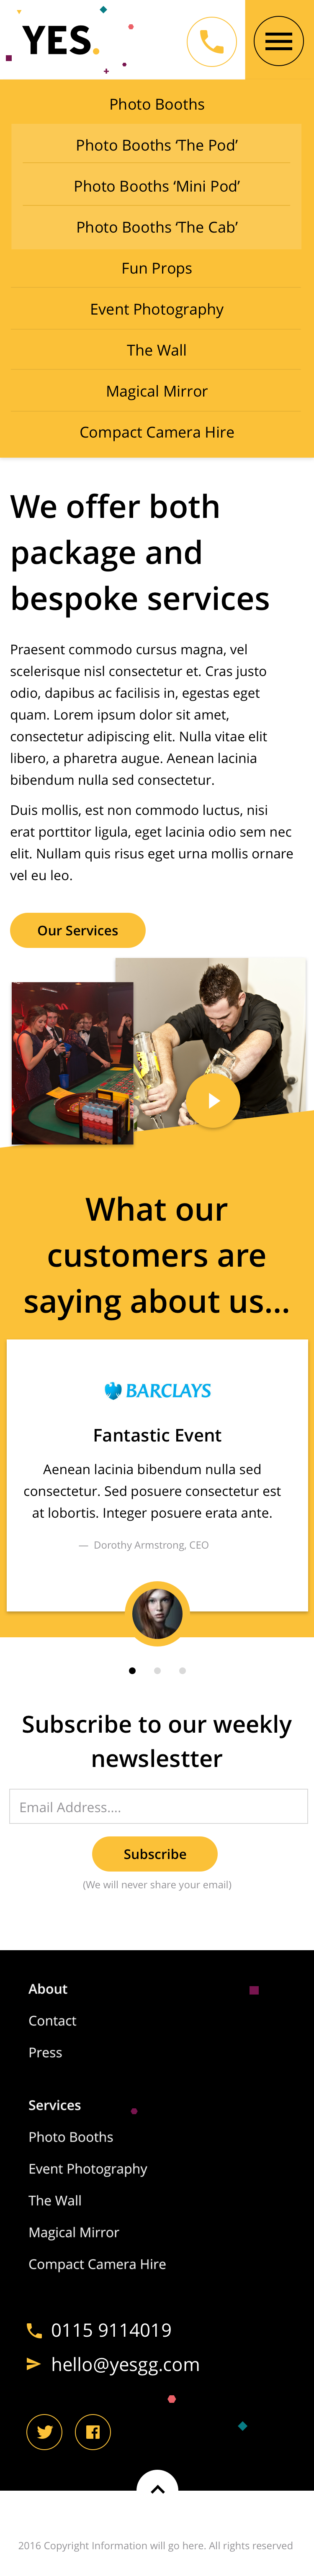 YES.
Photo Booths
Photo Booths ‘The Pod’
Photo Booths ‘Mini Pod’
Photo Booths ‘The Cab’
Fun Props
Event Photography
The Wall
Magical Mirror
Compact Camera Hire
We offer both
package and
bespoke services
Praesent commodo cursus magna, vel
scelerisque nisl consectetur et. Cras justo
odio, dapibus ac facilisis in, egestas eget
quam. Lorem ipsum dolor sit amet,
consectetur adipiscing elit. Nulla vitae elit
libero, a pharetra augue. Aenean lacinia
bibendum nulla sed consectetur.
Duis mollis, est non commodo luctus, nisi
erat porttitor ligula, eget lacinia odio sem nec
elit. Nullam quis risus eget urna mollis ornare
vel eu leo.
Our Services
What our
customers are
saying about us...
BARCLAYS
Fantastic Event
Aenean lacinia bibendum nulla sed
consectetur. Sed posuere consectetur est
at lobortis. Integer posuere erata ante.
— Dorothy Armstrong, CEO
Subscribe to our weekly
newslestter
Email Address....
Subscribe
(We will never share your email)
About
Contact
Press
Services
Photo Booths
Event Photography
The Wall
Magical Mirror
Compact Camera Hire
0115 9114019
hello@yesgg.com
2016 Copyright Information will go here. All rights reserved